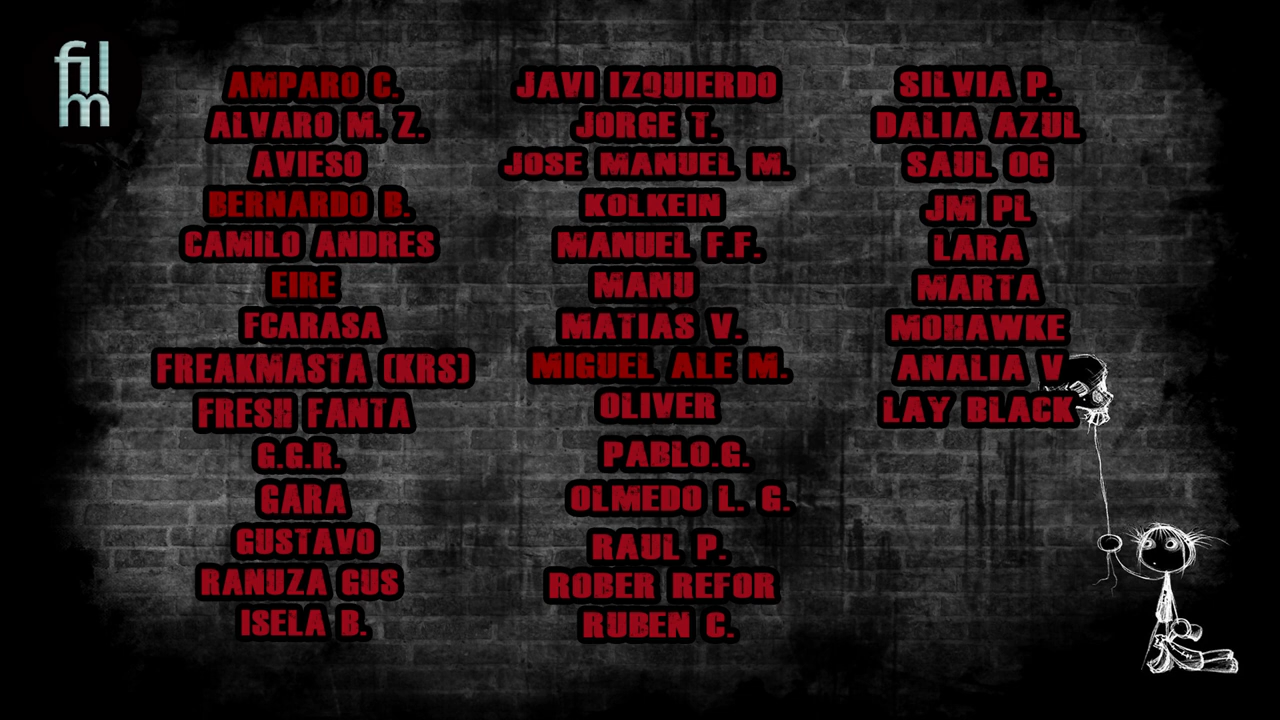 film
AMPARO C.
ALVARO M. Z.
AVIESO
BERNARDO B.
CAMILO ANDRES
EIRE
FCARASA
FREAKMASTA (KRS)
FRESH FANTA
G.G.R.
GARA
GUSTAVO
RANUZA GUS
ISELA B.
JAVI IZQUIERDO
JORGE T.
JOSE MANUEL M.
KOLKEIN
MANUEL F.F.
MANU
MATIAS V.
MIGUEL ALE M.
OLIVER
PABLO.G.
OLMEDO L. G.
RAUL P.
ROBER REFOR
RUBEN C.
SILVIA P.
DALIA AZUL
SAUL OG
JM PL
LARA
MARTA
MOHAWKE
ANALIA V
LAY BLACK